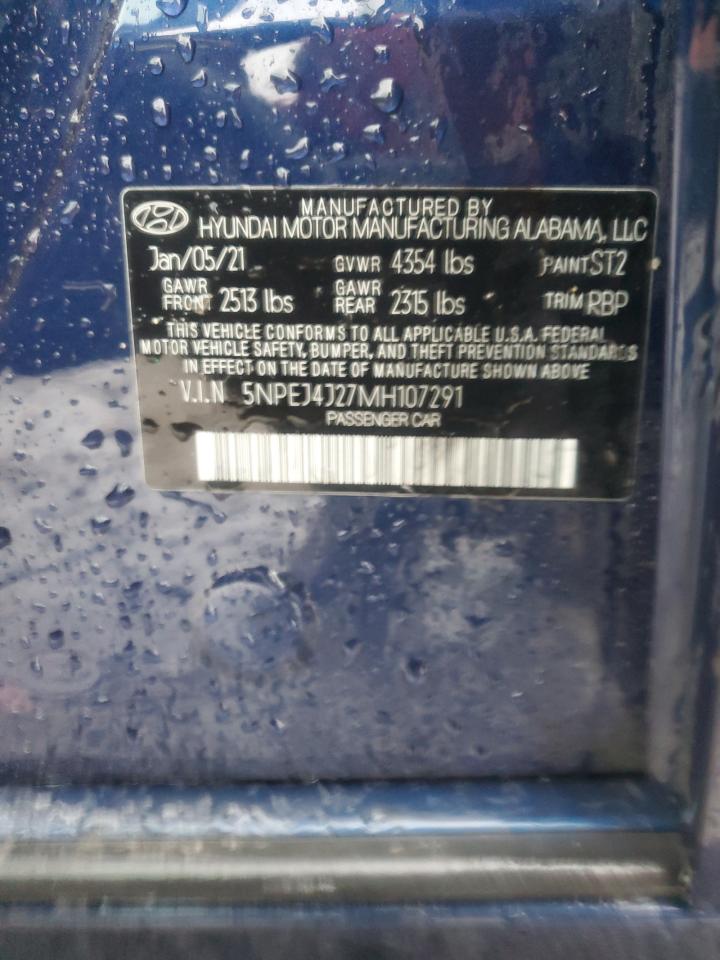 MANUFACTURED BY
HYUNDAI MOTOR MANUFACTURING ALABAMA, LLC
Jan/05/21 GVWR 4354 lbs PAINT ST2
GAWR FRONT 2513 lbs GAWR REAR 2315 lbs TRIM RBP
THIS VEHICLE CONFORMS TO ALL APPLICABLE U.S.A. FEDERAL
MOTOR VEHICLE SAFETY, BUMPER, AND THEFT PREVENTION STANDARDS
IN EFFECT ON THE DATE OF MANUFACTURE SHOWN ABOVE
V.I.N 5NPEJ4J27MH107291
PASSENGER CAR